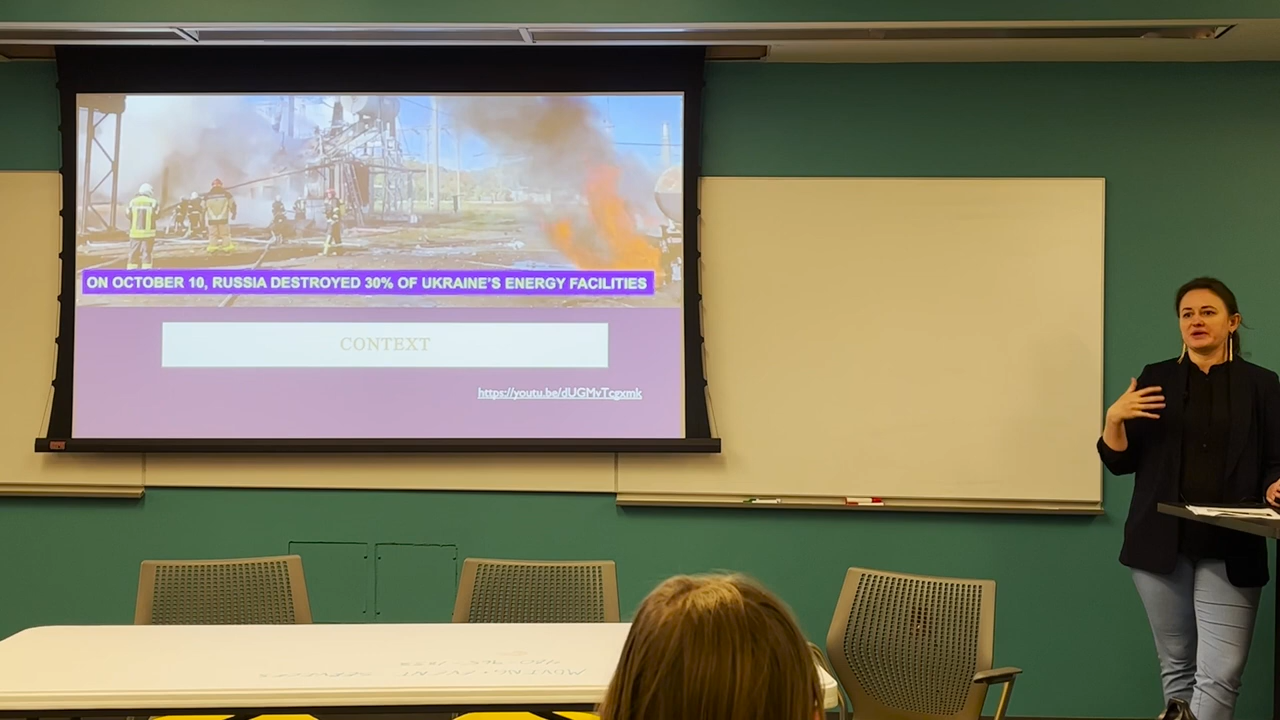 ON OCTOBER 10, RUSSIA DESTROYED 30% OF UKRAINE'S ENERGY FACILITIES
CONTEXT
https://youtu.be/dUGMvTcgxmk